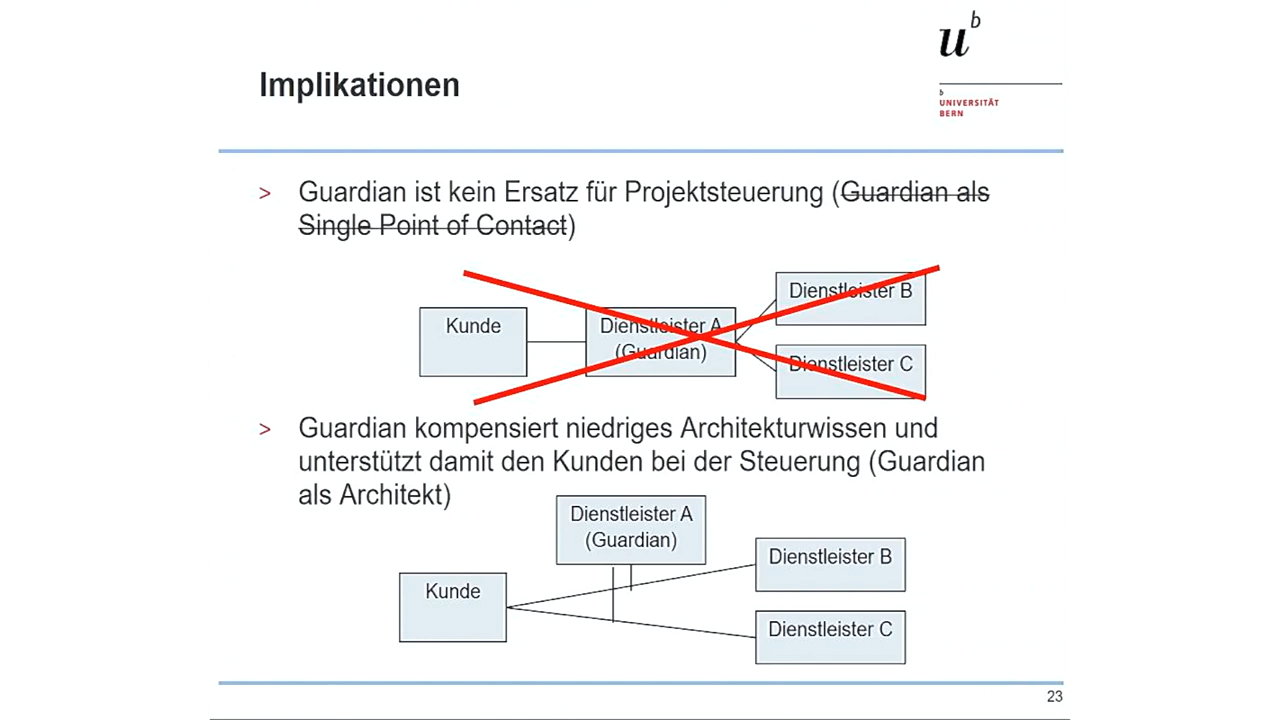 u^b
Implikationen
b
UNIVERSITÄT
BERN
> Guardian ist kein Ersatz für Projektsteuerung (Guardian als
Single Point of Contact)
Kunde
Dienstleister A
(Guardian)
Dienstleister B
Dienstleister C
> Guardian kompensiert niedriges Architekturwissen und
unterstützt damit den Kunden bei der Steuerung (Guardian
als Architekt)
Dienstleister A
(Guardian)
Kunde
Dienstleister B
Dienstleister C
23